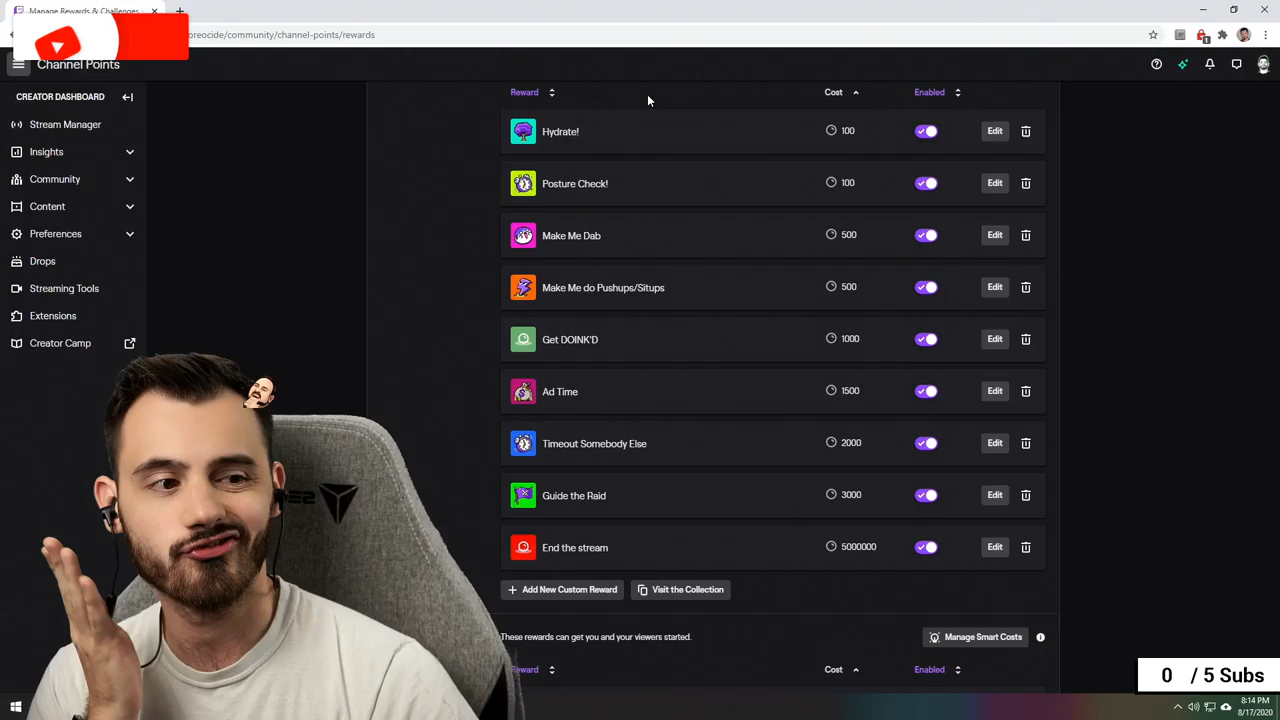 Manage Rewards & Challenges
oreocide/community/channel-points/rewards
Channel Points
CREATOR DASHBOARD
Stream Manager
Insights
Community
Content
Preferences
Drops
Streaming Tools
Extensions
Creator Camp
Reward Cost Enabled
Hydrate! 100 Edit
Posture Check! 100 Edit
Make Me Dab 500 Edit
Make Me do Pushups/Situps 500 Edit
Get DOINK'D 1000 Edit
Ad Time 1500 Edit
Timeout Somebody Else 2000 Edit
Guide the Raid 3000 Edit
End the stream 5000000 Edit
+ Add New Custom Reward Visit the Collection
These rewards can get you and your viewers started. Manage Smart Costs
Reward Cost Enabled
0 / 5 Subs
8:14 PM
8/17/2020